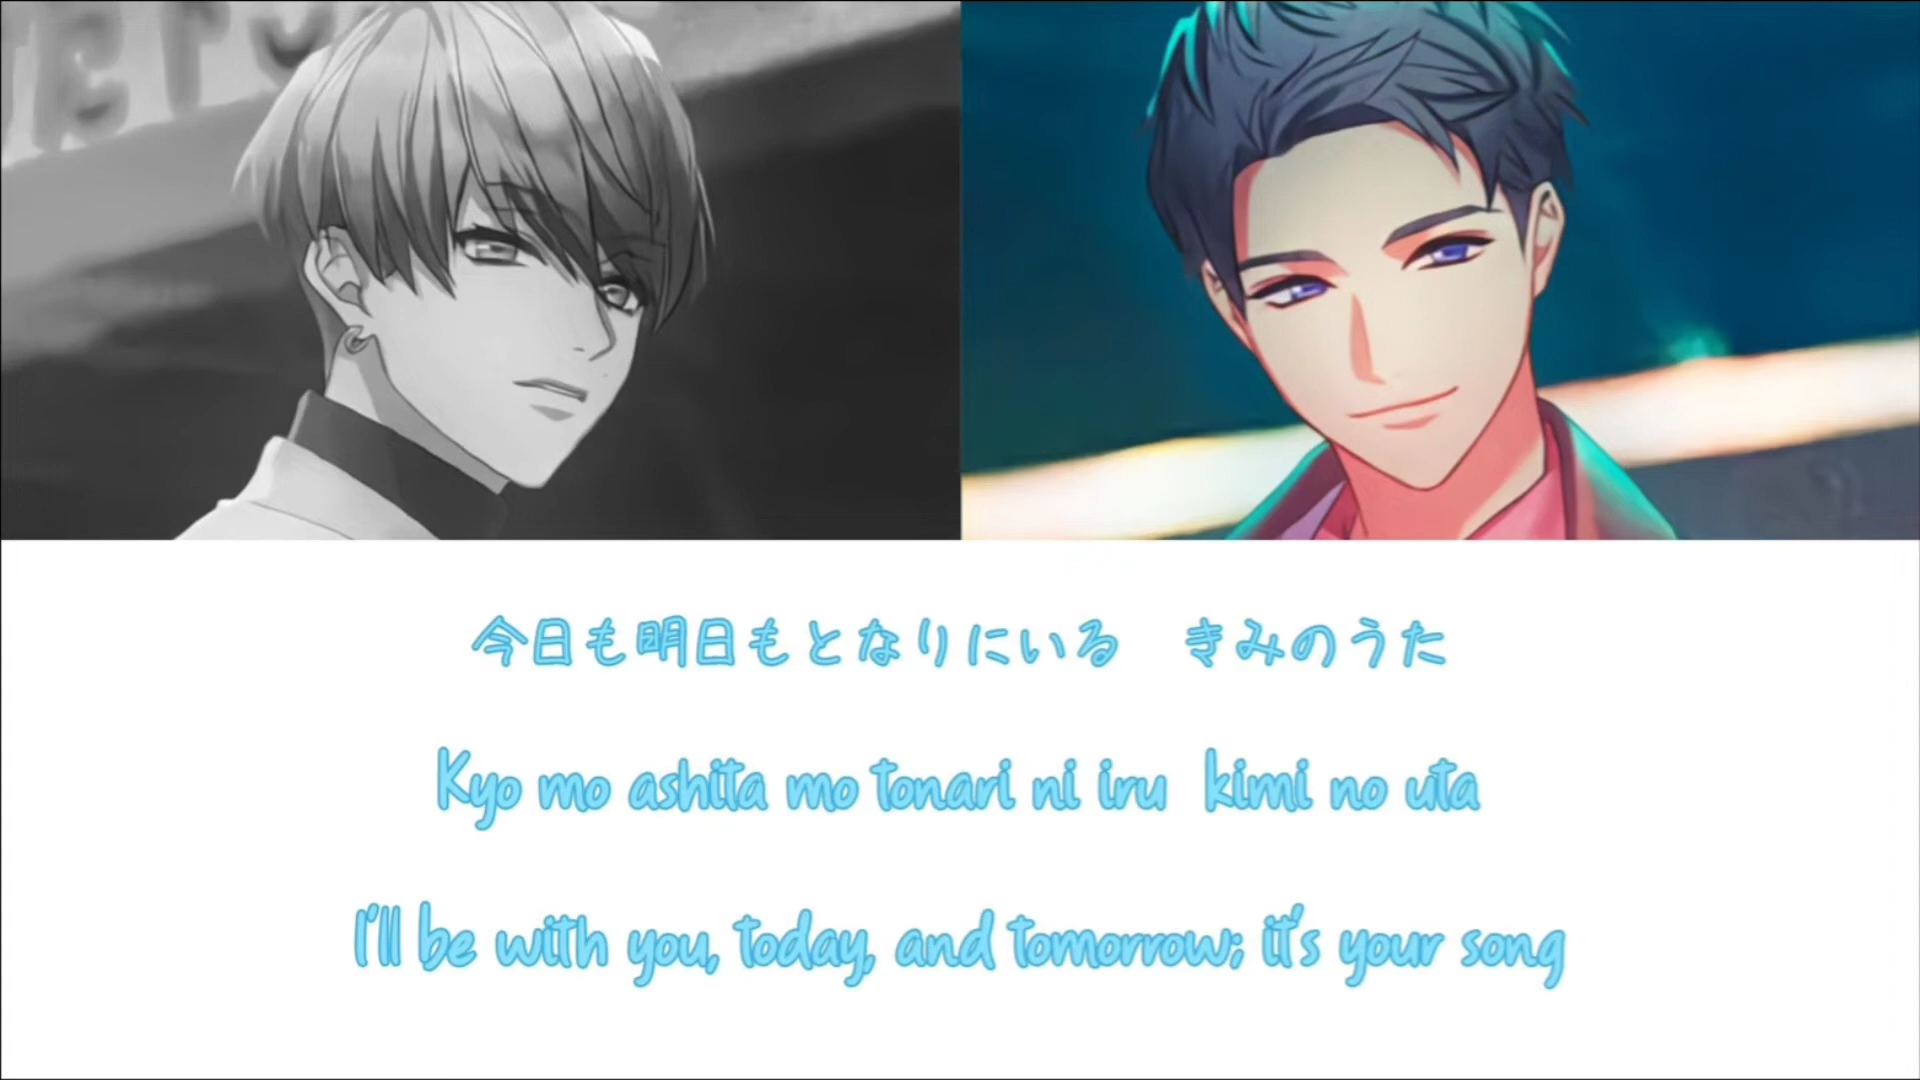 今日も明日もとなりにいる　きみのうた
Kyo mo ashita mo tonari ni iru kimi no uta
I'll be with you, today, and tomorrow; it's your song